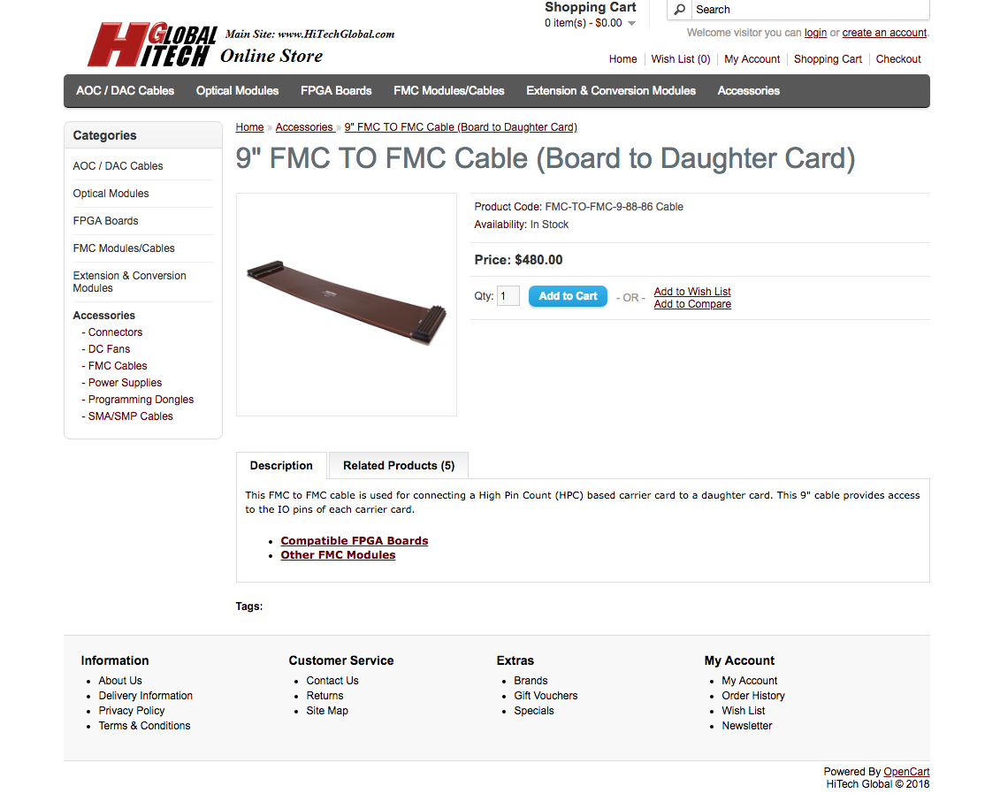 Shopping Cart
0 item(s) - $0.00
Search
Welcome visitor you can login or create an account.
HGLOBAL
HITECH
Main Site: www.HiTechGlobal.com
Online Store
Home
Wish List (0)
My Account
Shopping Cart
Checkout
AOC / DAC Cables
Optical Modules
FPGA Boards
FMC Modules/Cables
Extension & Conversion Modules
Accessories
Categories
AOC / DAC Cables
Optical Modules
FPGA Boards
FMC Modules/Cables
Extension & Conversion
Modules
Accessories
- Connectors
- DC Fans
- FMC Cables
- Power Supplies
- Programming Dongles
- SMA/SMP Cables
Home » Accessories » 9" FMC TO FMC Cable (Board to Daughter Card)
9" FMC TO FMC Cable (Board to Daughter Card)
Product Code: FMC-TO-FMC-9-88-86 Cable
Availability: In Stock
Price: $480.00
Qty: 1
Add to Cart
- OR -
Add to Wish List
Add to Compare
Description
Related Products (5)
This FMC to FMC cable is used for connecting a High Pin Count (HPC) based carrier card to a daughter card. This 9" cable provides access
to the IO pins of each carrier card.
• Compatible FPGA Boards
• Other FMC Modules
Tags:
Information
• About Us
• Delivery Information
• Privacy Policy
• Terms & Conditions
Customer Service
• Contact Us
• Returns
• Site Map
Extras
• Brands
• Gift Vouchers
• Specials
My Account
• My Account
• Order History
• Wish List
• Newsletter
Powered By OpenCart
HiTech Global © 2018